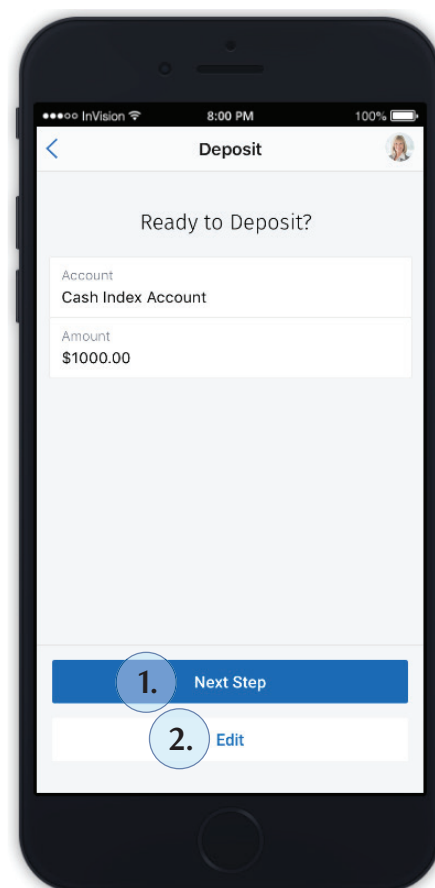 ●●●○○ InVision 8:00 PM 100%
Deposit
Ready to Deposit?
Account
Cash Index Account
Amount
$1000.00
1. Next Step
2. Edit